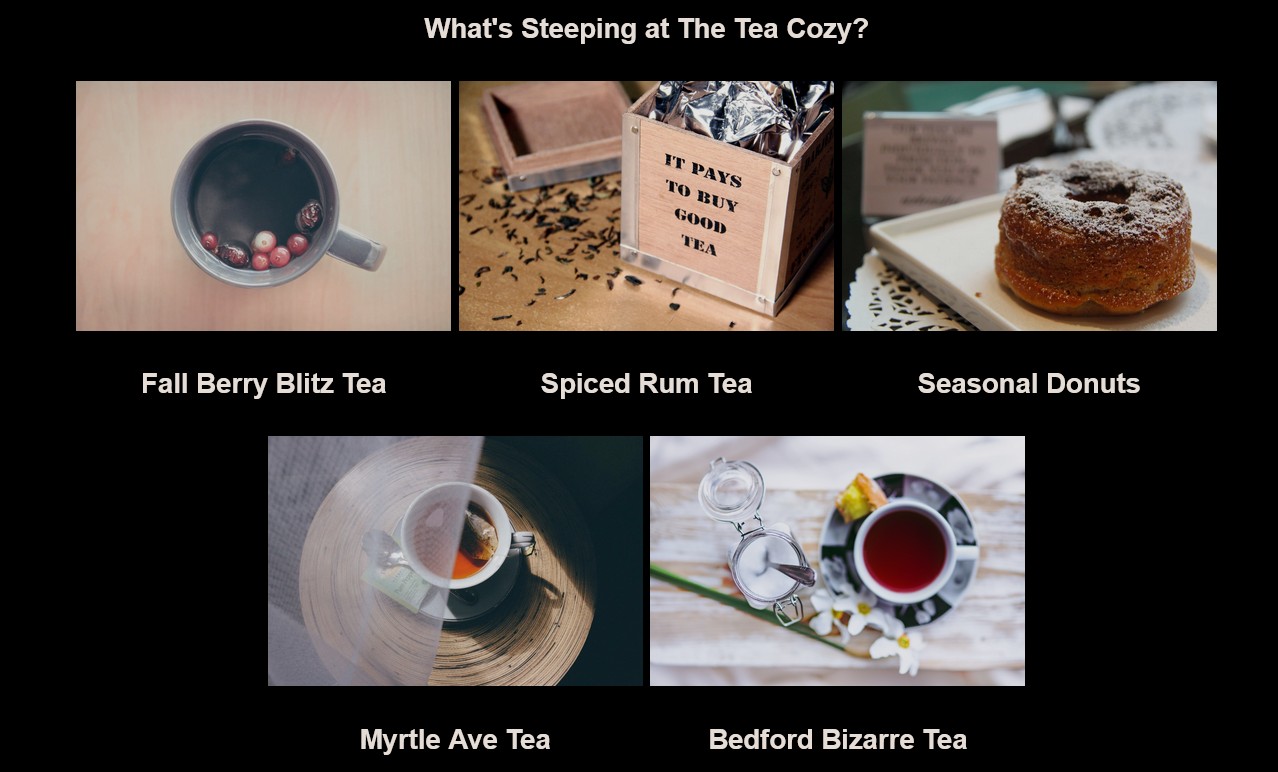 What's Steeping at The Tea Cozy?
IT PAYS
TO BUY
GOOD
TEA
Fall Berry Blitz Tea
Spiced Rum Tea
Seasonal Donuts
Myrtle Ave Tea
Bedford Bizarre Tea